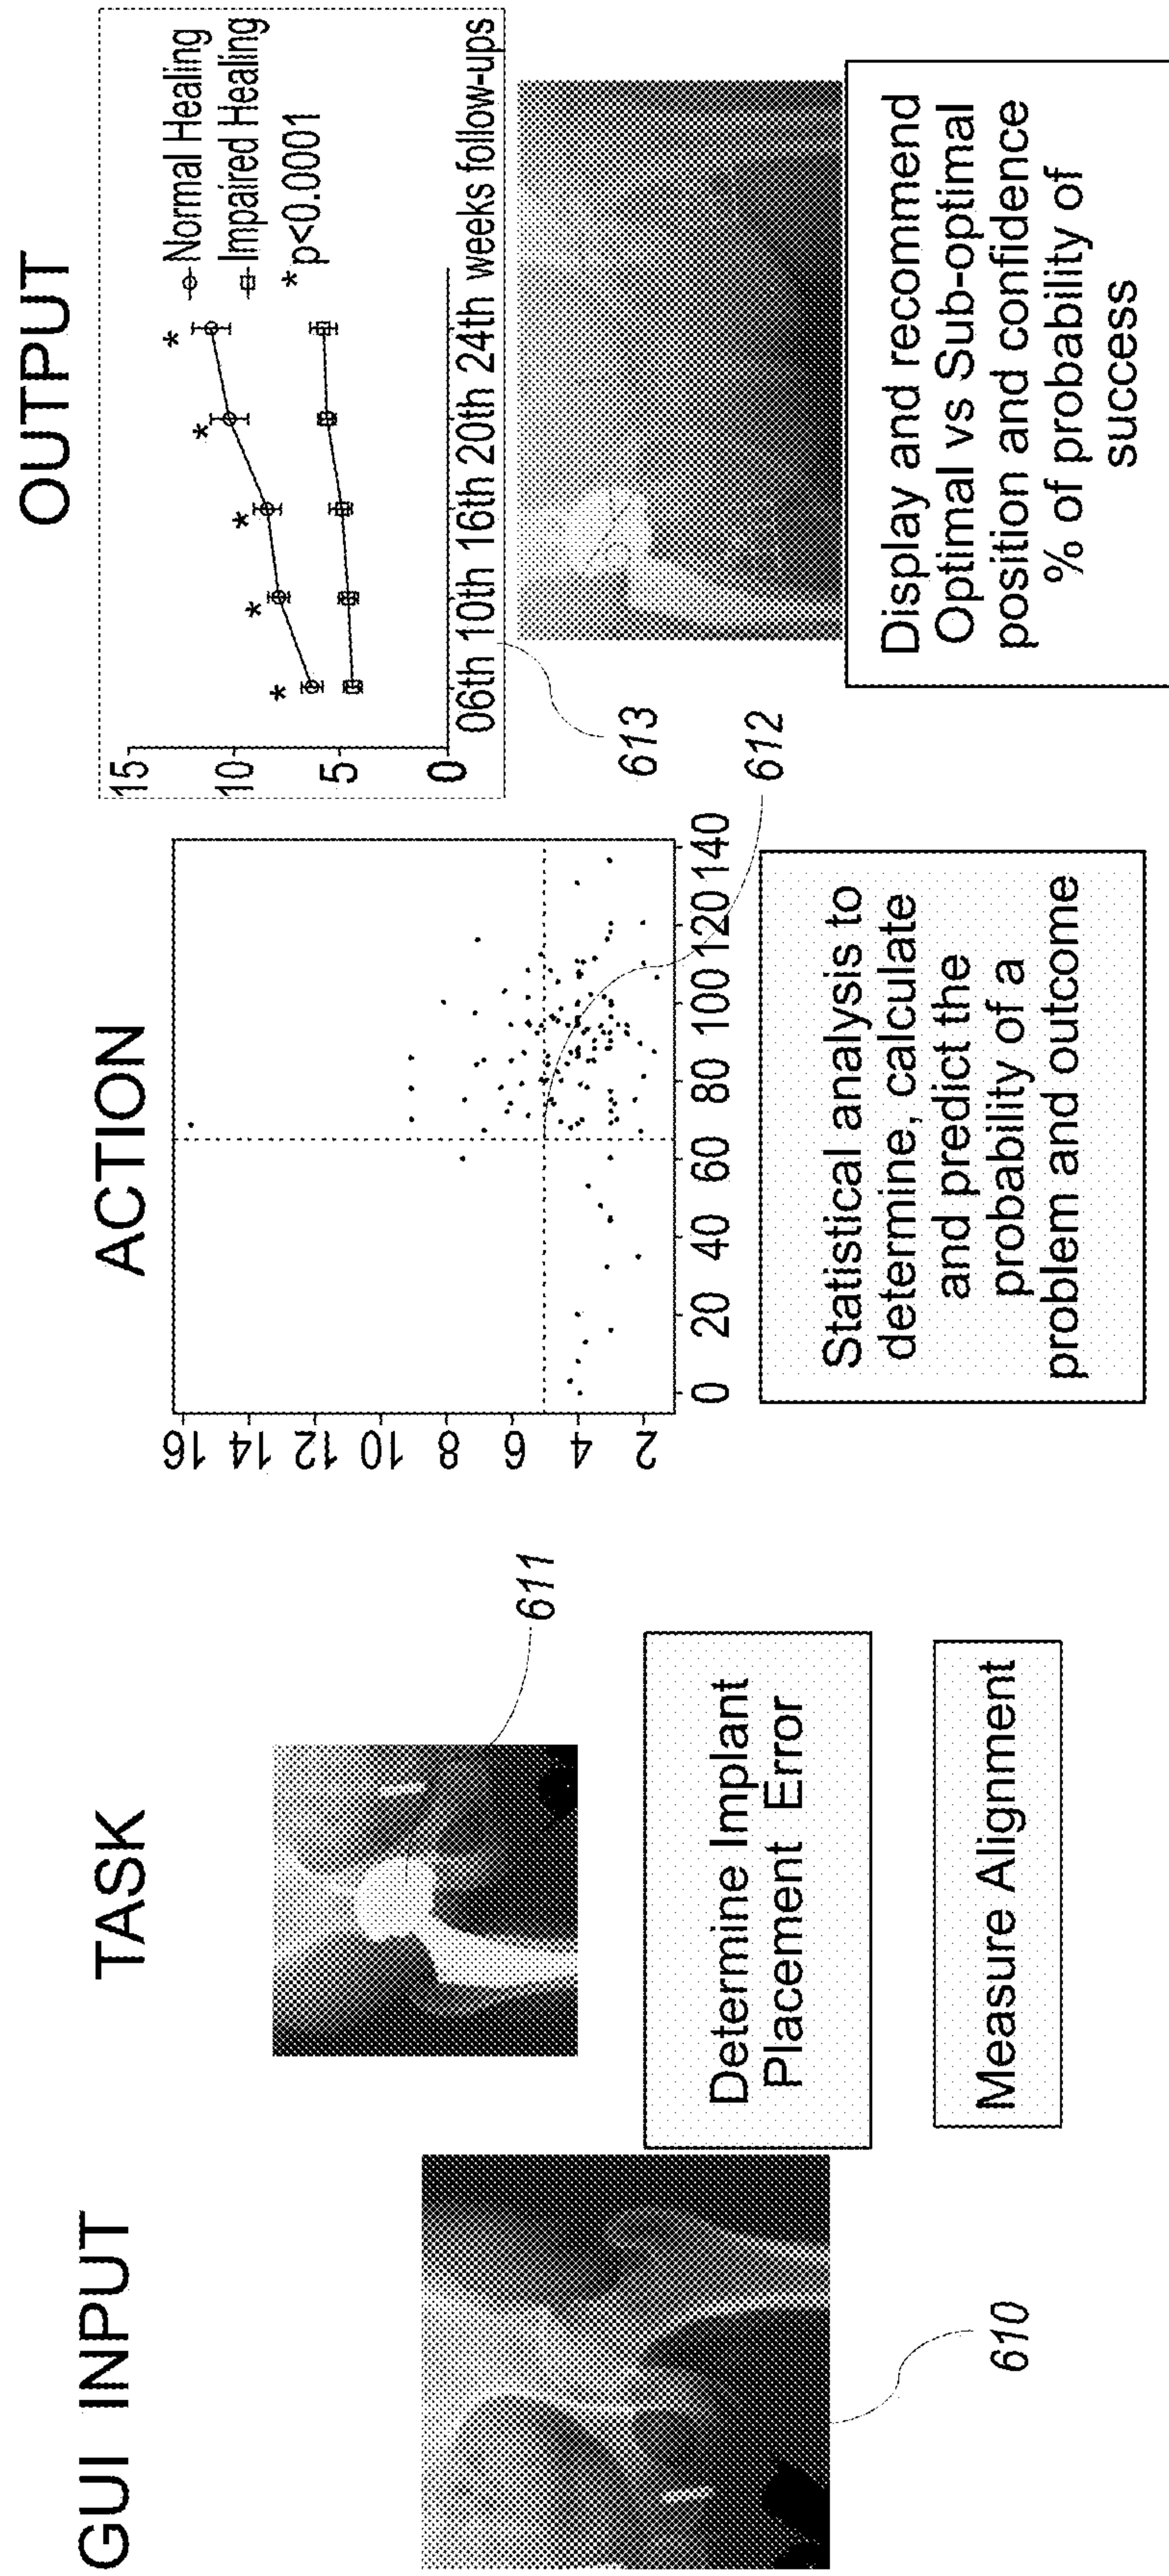 GUI INPUT
610
TASK
611
Determine Implant
Placement Error
Measure Alignment
ACTION
16
14
12
10
8
6
4
2
0 20 40 60 80 100 120 140
612
Statistical analysis to
determine, calculate
and predict the
probability of a
problem and outcome
OUTPUT
15
10
5
0
Normal Healing
Impaired Healing
* p<0.0001
* * * * *
06th 10th 16th 20th 24th weeks follow-ups
613
Display and recommend
Optimal vs Sub-optimal
position and confidence
% of probability of
success